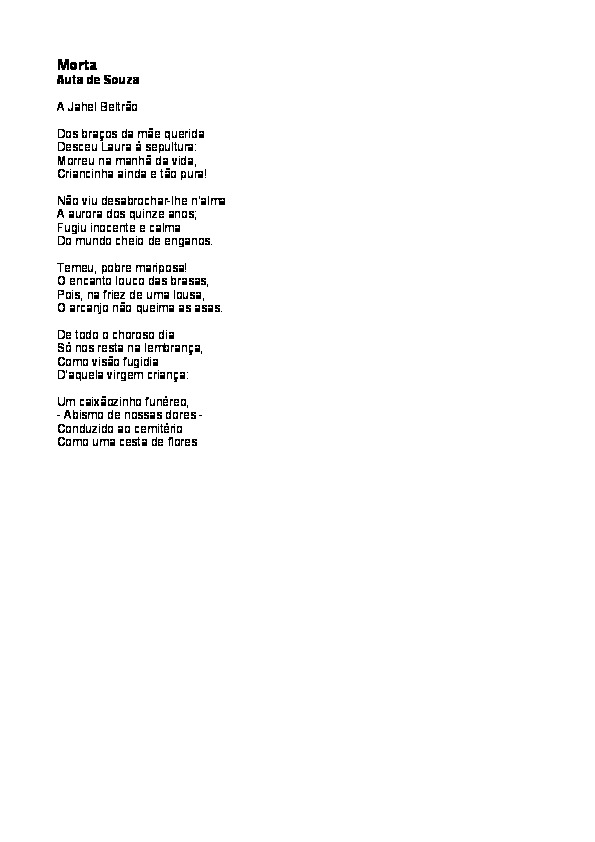 Morta
Auta de Souza
A Jahel Beltrão
Dos braços da mãe querida
Desceu Laura á sepultura:
Morreu na manhã da vida,
Criancinha ainda e tão pura!
Não viu desabrochar-lhe n'alma
A aurora dos quinze anos;
Fugiu inocente e calma
Do mundo cheio de enganos.
Temeu, pobre mariposa!
O encanto louco das brasas,
Pois, na friez de uma lousa,
O arcanjo não queima as asas.
De todo o choroso dia
Só nos resta na lembrança,
Como visão fugidia
D'aquela virgem criança:
Um caixãozinho funéreo,
- Abismo de nossas dores -
Conduzido ao cemitério
Como uma cesta de flores